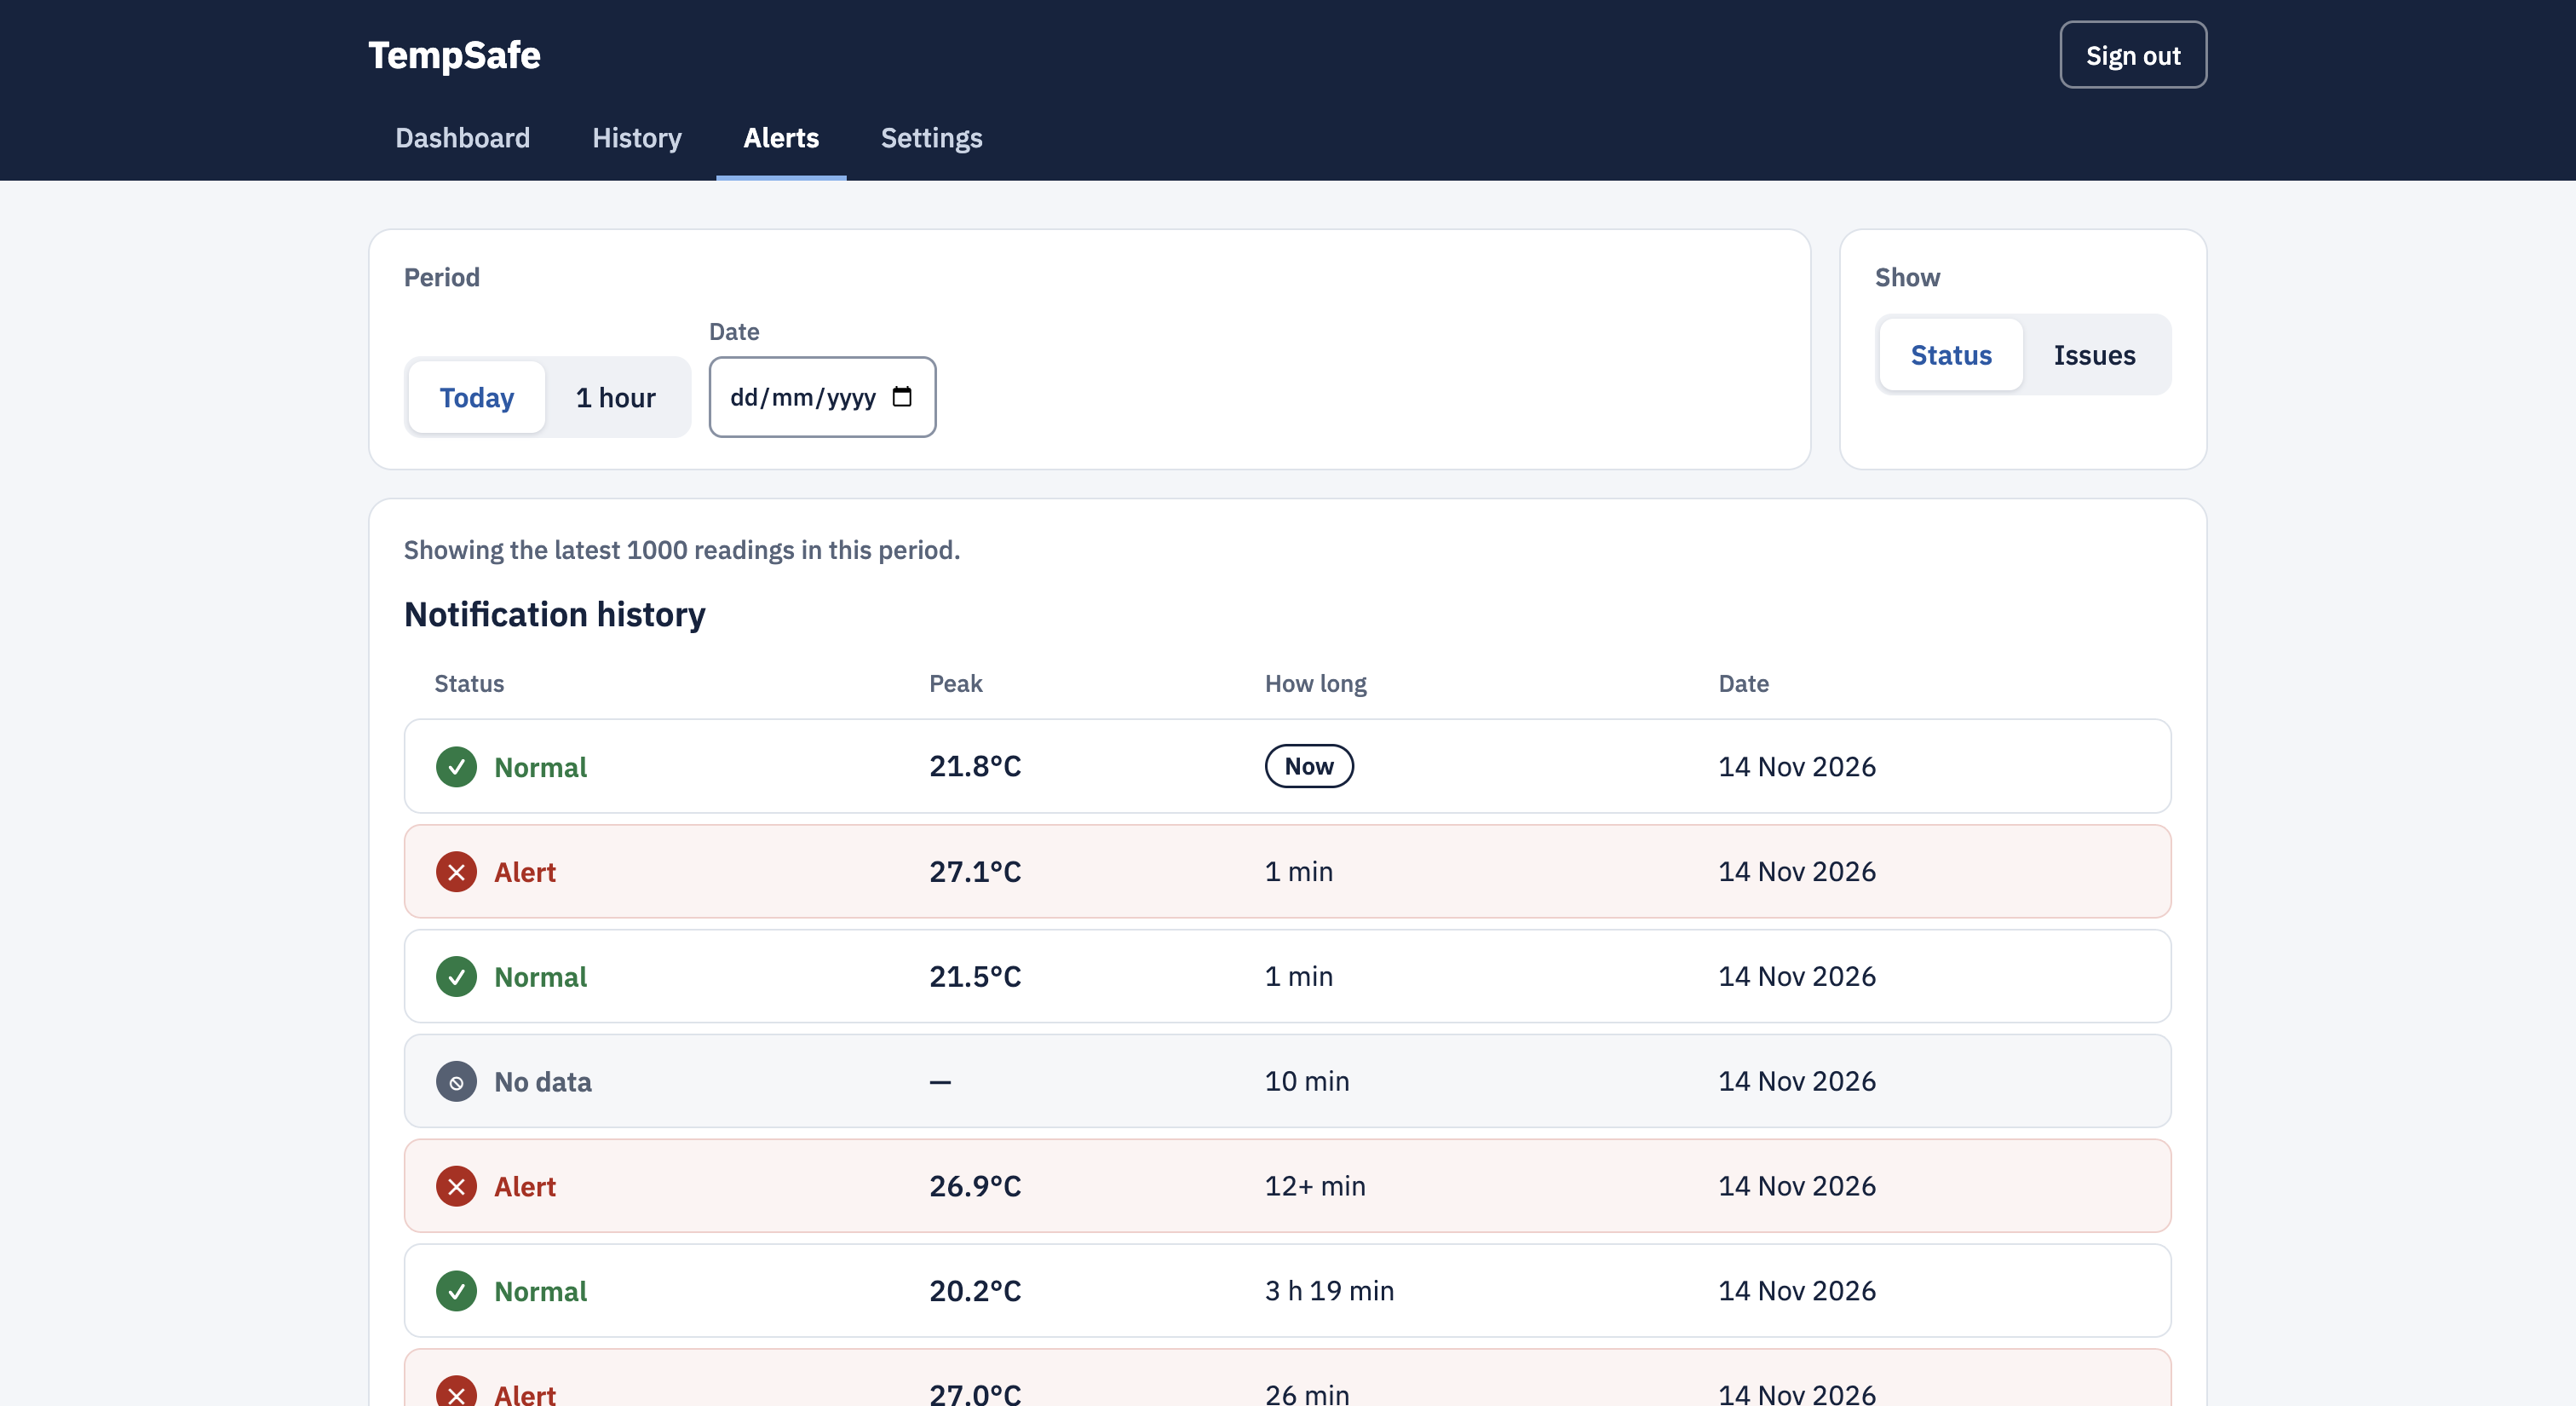 TempSafe
Sign out
Dashboard History Alerts Settings
Period
Date
Today 1 hour dd/mm/yyyy
Show
Status Issues
Showing the latest 1000 readings in this period.
Notification history
Status Peak How long Date
Normal 21.8°C Now 14 Nov 2026
Alert 27.1°C 1 min 14 Nov 2026
Normal 21.5°C 1 min 14 Nov 2026
No data — 10 min 14 Nov 2026
Alert 26.9°C 12+ min 14 Nov 2026
Normal 20.2°C 3 h 19 min 14 Nov 2026
Alert 27.0°C 26 min 14 Nov 2026